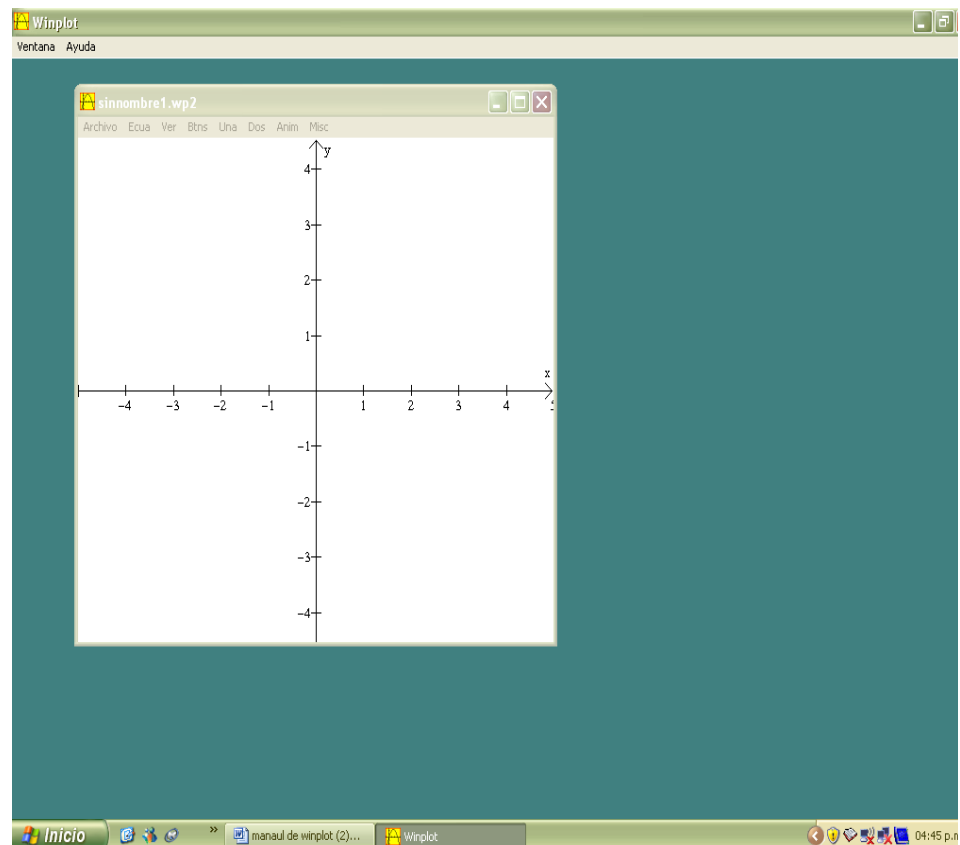 Winplot
Ventana Ayuda
sinnombre1.wp2
Archivo Ecua Ver Btns Una Dos Anim Misc
y
4
3
2
1
x
-4 -3 -2 -1 1 2 3 4
-1
-2
-3
-4
Inicio » manaul de winplot (2)... Winplot 04:45 p.m